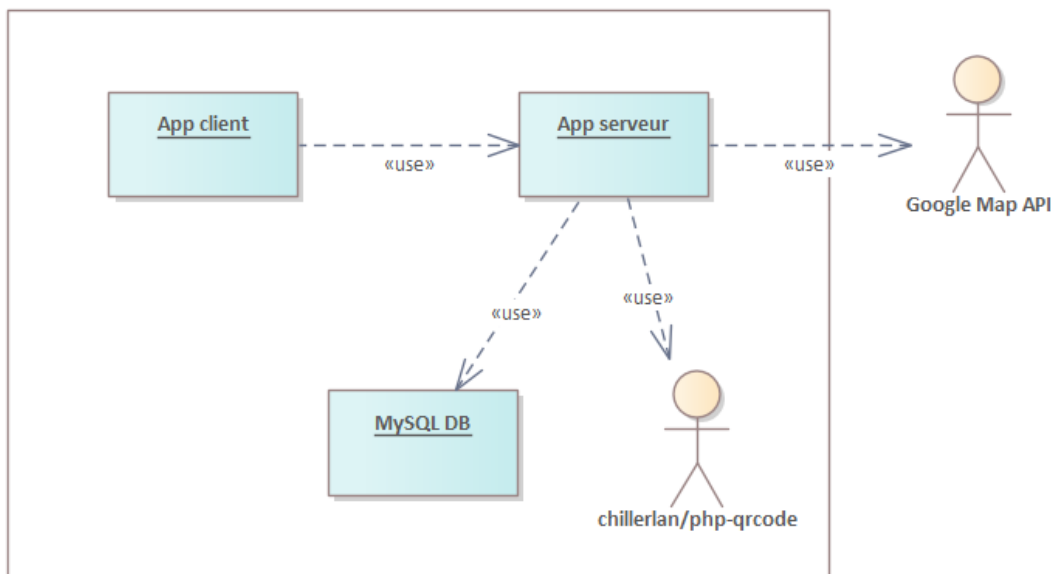 App client
App serveur
«use»
«use»
Google Map API
«use»
«use»
MySQL DB
chillerlan/php-qrcode